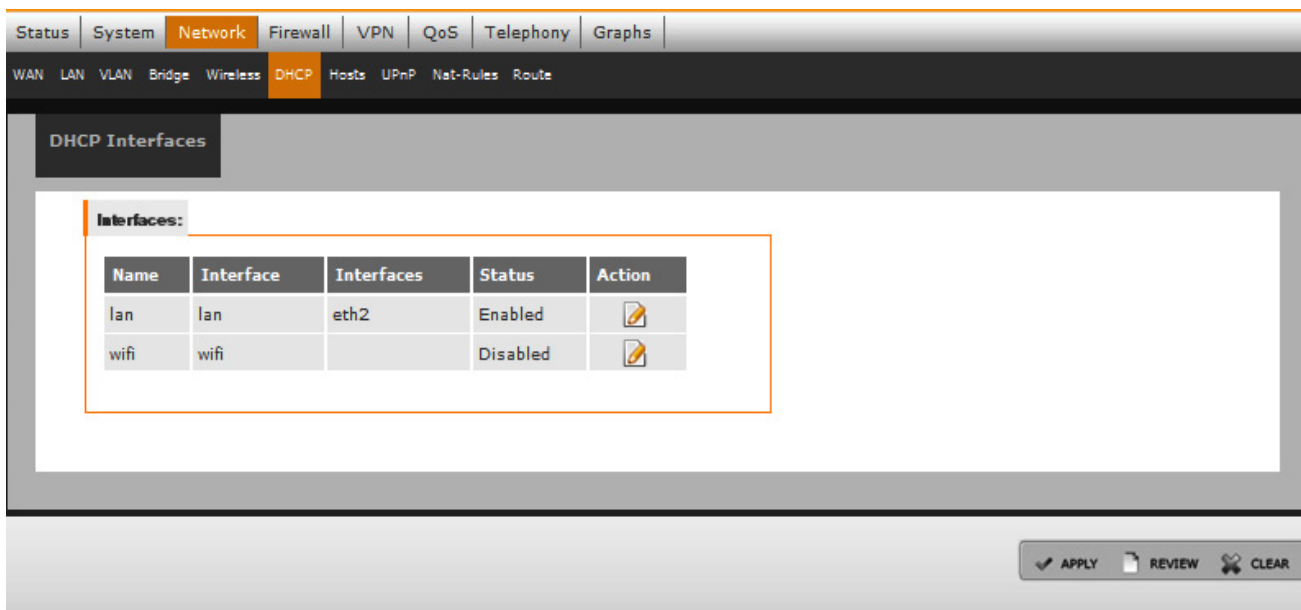 Status System Network Firewall VPN QoS Telephony Graphs
WAN LAN VLAN Bridge Wireless DHCP Hosts UPnP Nat-Rules Route
DHCP Interfaces
Interfaces:
Name Interface Interfaces Status Action
lan lan eth2 Enabled
wifi wifi Disabled
APPLY REVIEW CLEAR